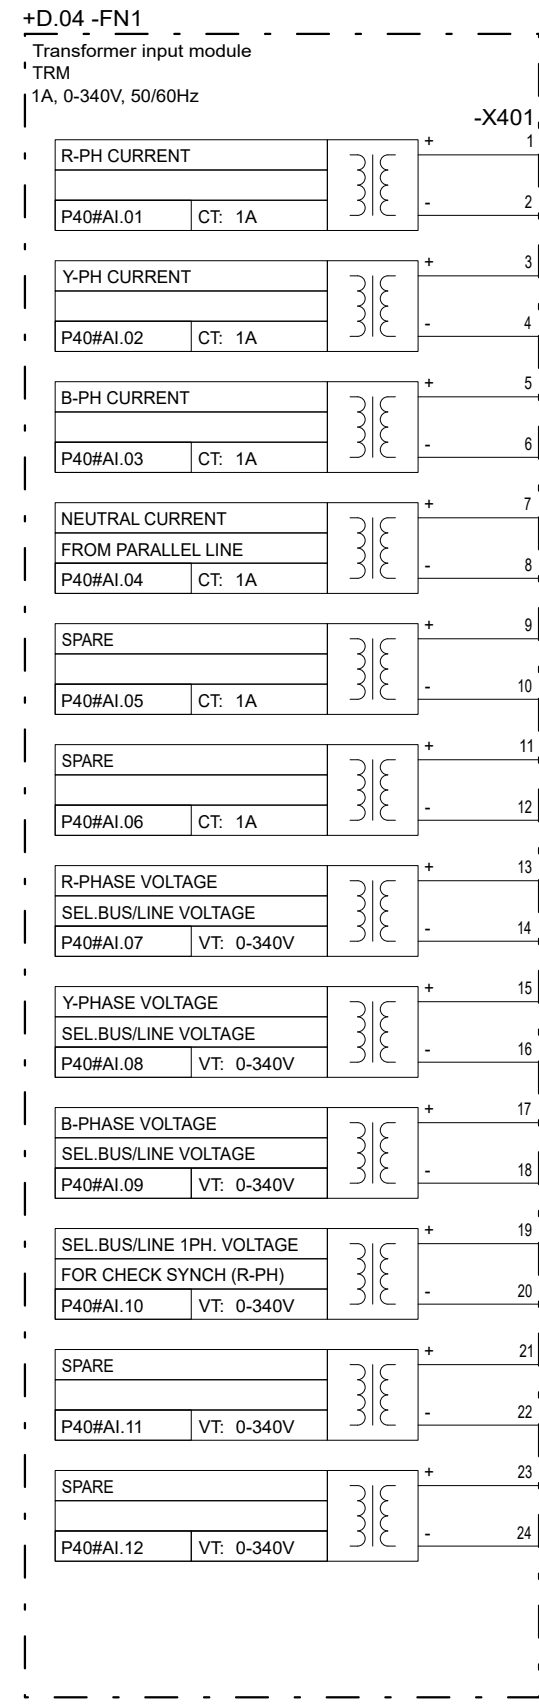 +D.04 -FN1
Transformer input module
TRM
1A, 0-340V, 50/60Hz
-X401
R-PH CURRENT
+ 1
P40#AI.01 CT: 1A
- 2
Y-PH CURRENT
+ 3
P40#AI.02 CT: 1A
- 4
B-PH CURRENT
+ 5
P40#AI.03 CT: 1A
- 6
NEUTRAL CURRENT
+ 7
FROM PARALLEL LINE
P40#AI.04 CT: 1A
- 8
SPARE
+ 9
P40#AI.05 CT: 1A
- 10
SPARE
+ 11
P40#AI.06 CT: 1A
- 12
R-PHASE VOLTAGE
+ 13
SEL.BUS/LINE VOLTAGE
P40#AI.07 VT: 0-340V
- 14
Y-PHASE VOLTAGE
+ 15
SEL.BUS/LINE VOLTAGE
P40#AI.08 VT: 0-340V
- 16
B-PHASE VOLTAGE
+ 17
SEL.BUS/LINE VOLTAGE
P40#AI.09 VT: 0-340V
- 18
SEL.BUS/LINE 1PH. VOLTAGE
+ 19
FOR CHECK SYNCH (R-PH)
P40#AI.10 VT: 0-340V
- 20
SPARE
+ 21
P40#AI.11 VT: 0-340V
- 22
SPARE
+ 23
P40#AI.12 VT: 0-340V
- 24